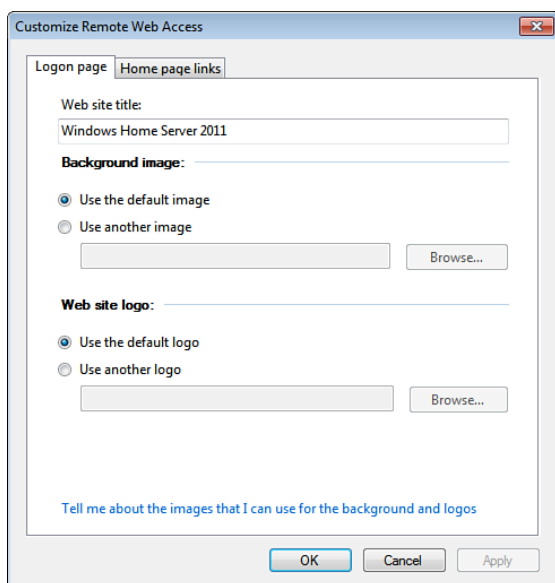 Customize Remote Web Access
Logon page Home page links
Web site title:
Windows Home Server 2011
Background image:
Use the default image
Use another image
Browse...
Web site logo:
Use the default logo
Use another logo
Browse...
Tell me about the images that I can use for the background and logos
OK Cancel Apply